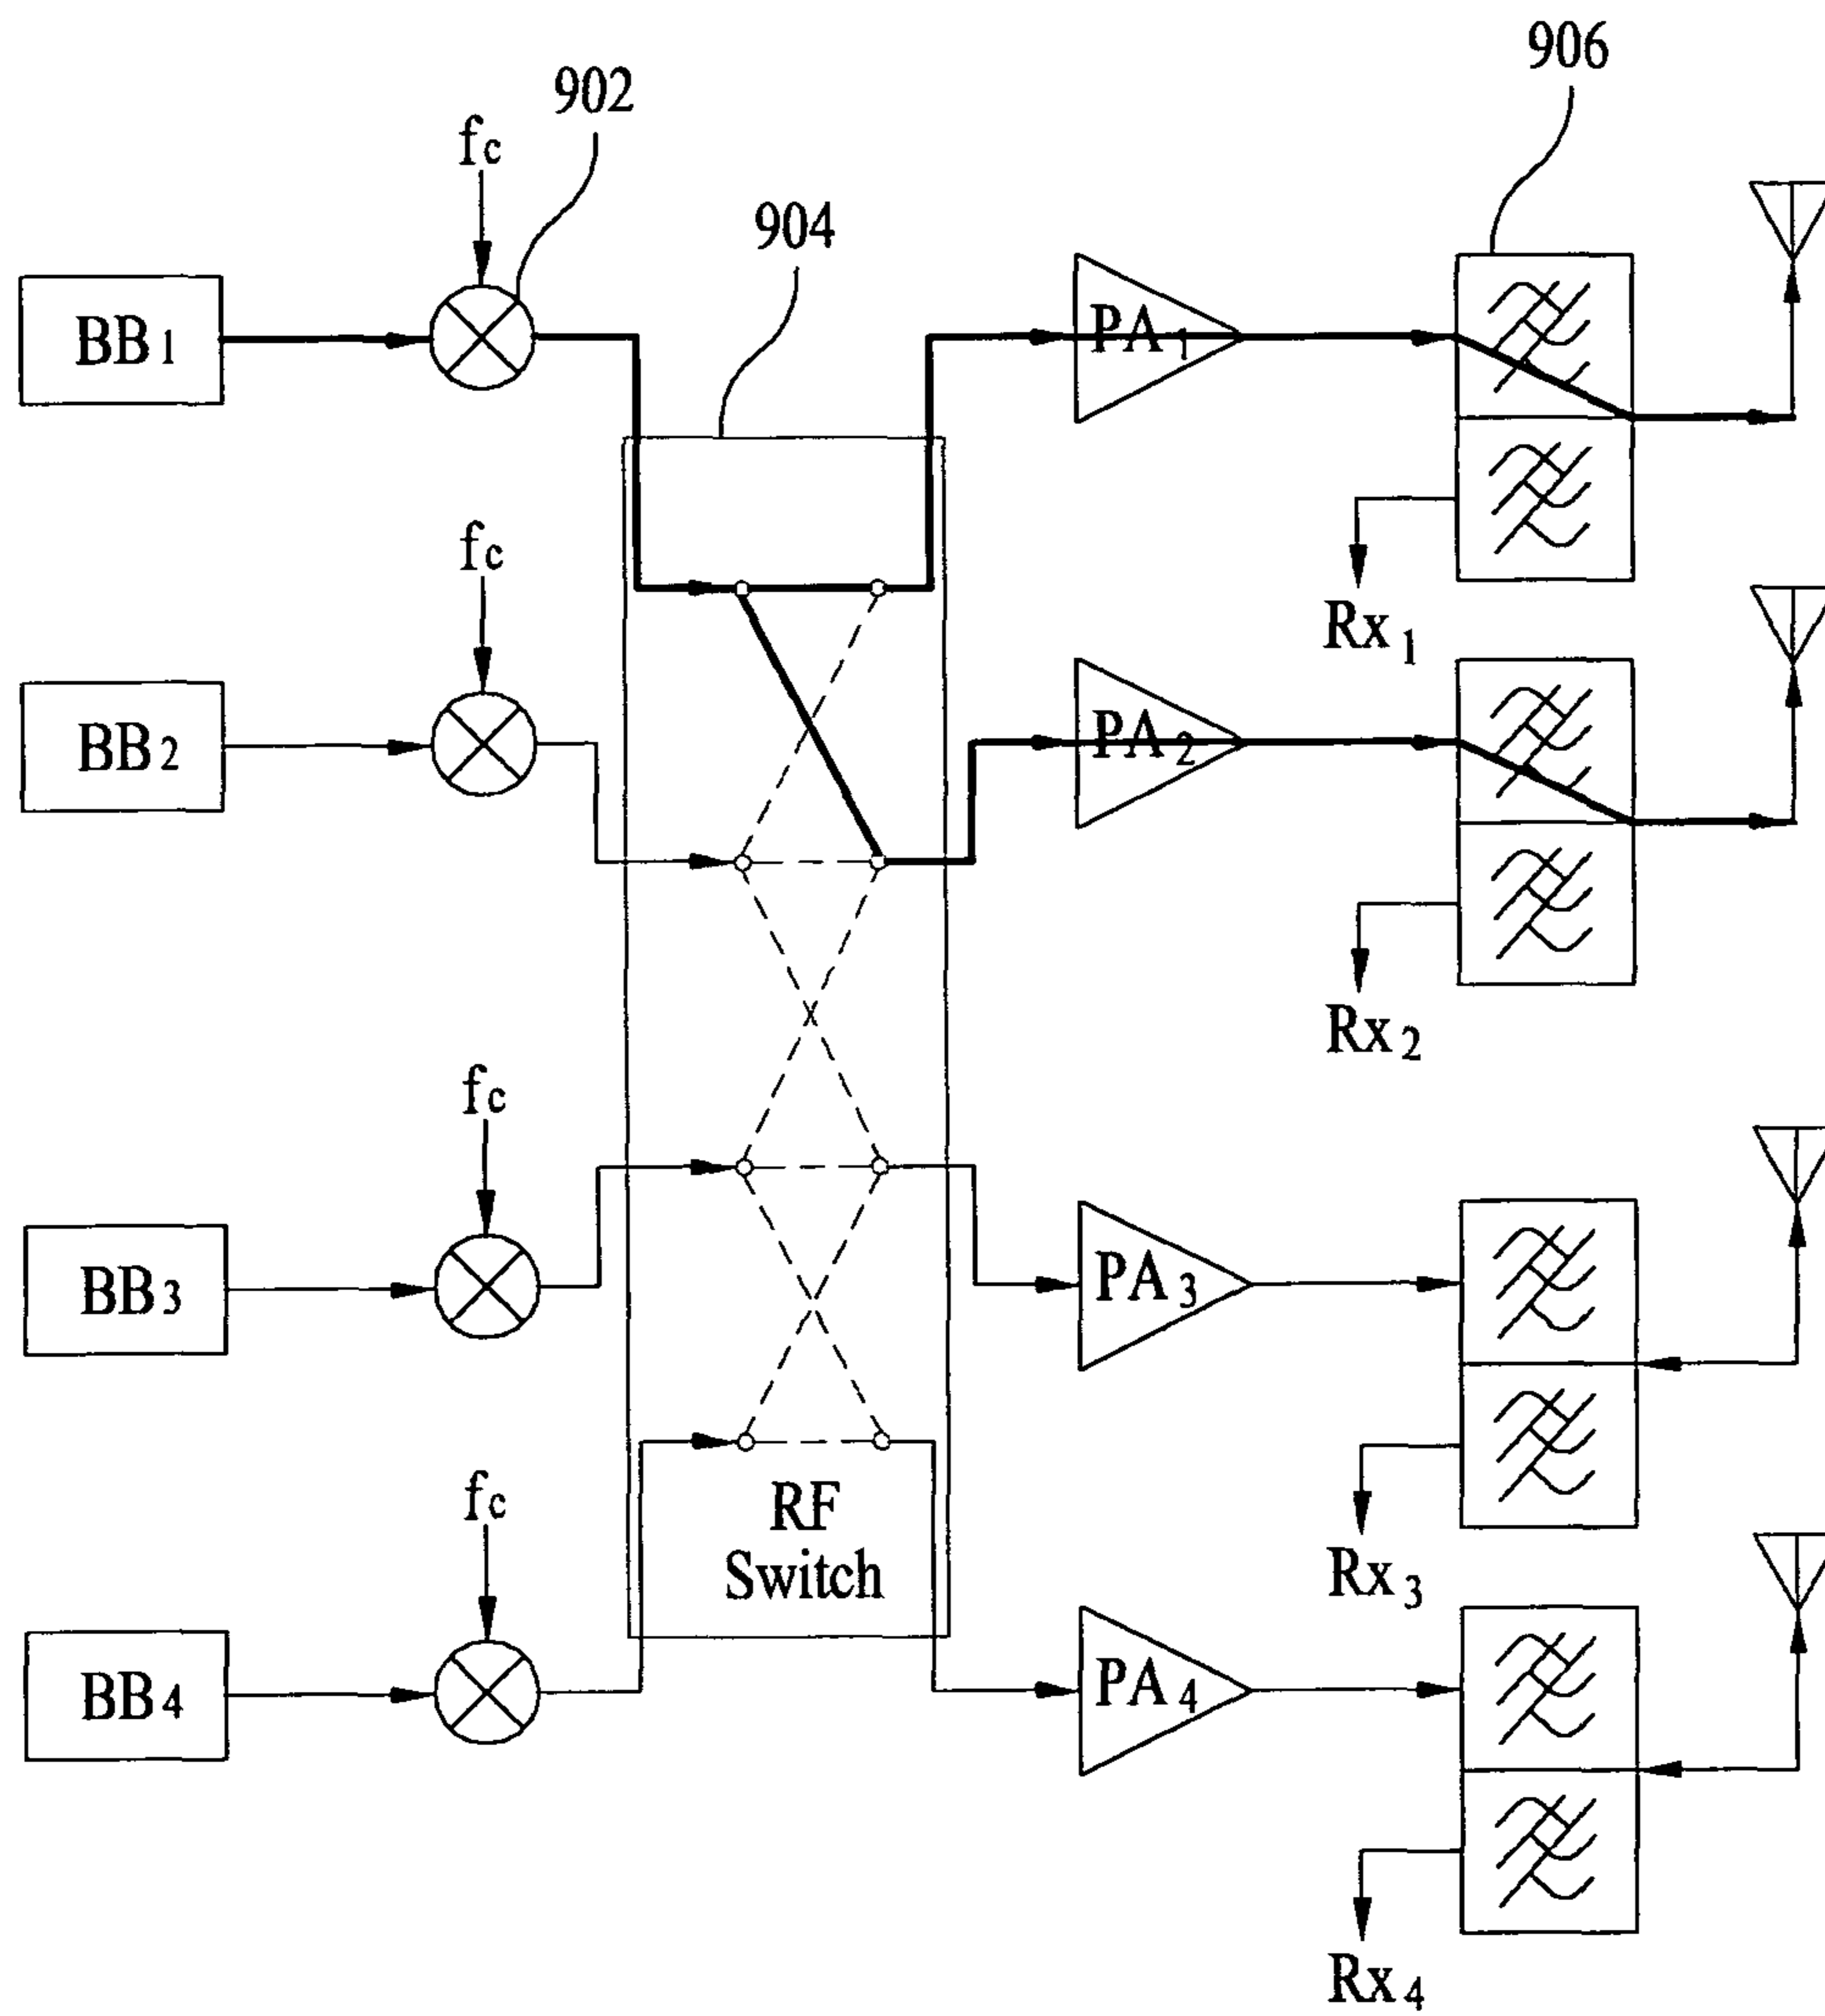 906
902
fc
904
BB1
PA1
fc
Rx1
BB2
PA2
Rx2
fc
BB3
PA3
RF
Switch
fc
Rx3
BB4
PA4
Rx4